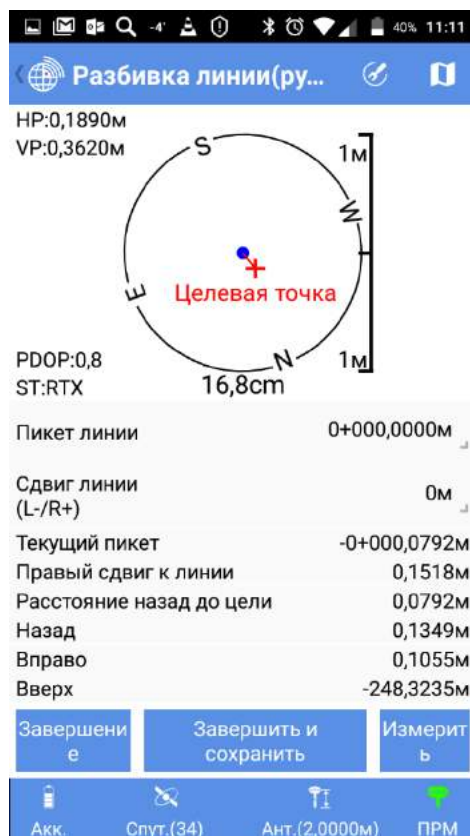 -4° 40% 11:11
Разбивка линии(ру...
HP:0,1890м
VP:0,3620м
S
1м
W
E
Целевая точка
N
1м
PDOP:0,8
ST:RTX
16,8cm
Пикет линии 0+000,0000м
Сдвиг линии
(L-/R+) 0м
Текущий пикет -0+000,0792м
Правый сдвиг к линии 0,1518м
Расстояние назад до цели 0,0792м
Назад 0,1349м
Вправо 0,1055м
Вверх -248,3235м
Завершени
е
Завершить и
сохранить
Измерит
ь
Акк. Спут.(34) Ант.(2,0000м) ПРМ